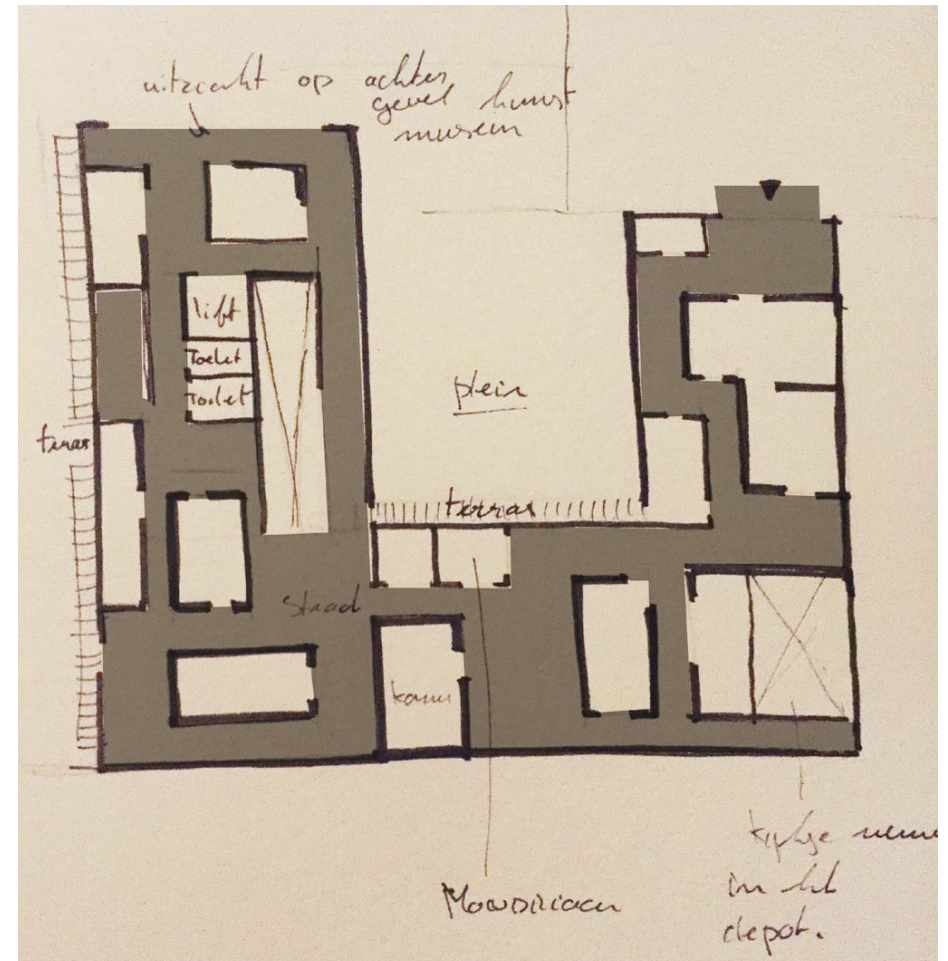 uitzicht op achter
gevel kunst
museum
lift
Toilet
Toilet
plein
terras
terras
Straat
kamer
Mondriaan
kijkje nemen
in het
depot.